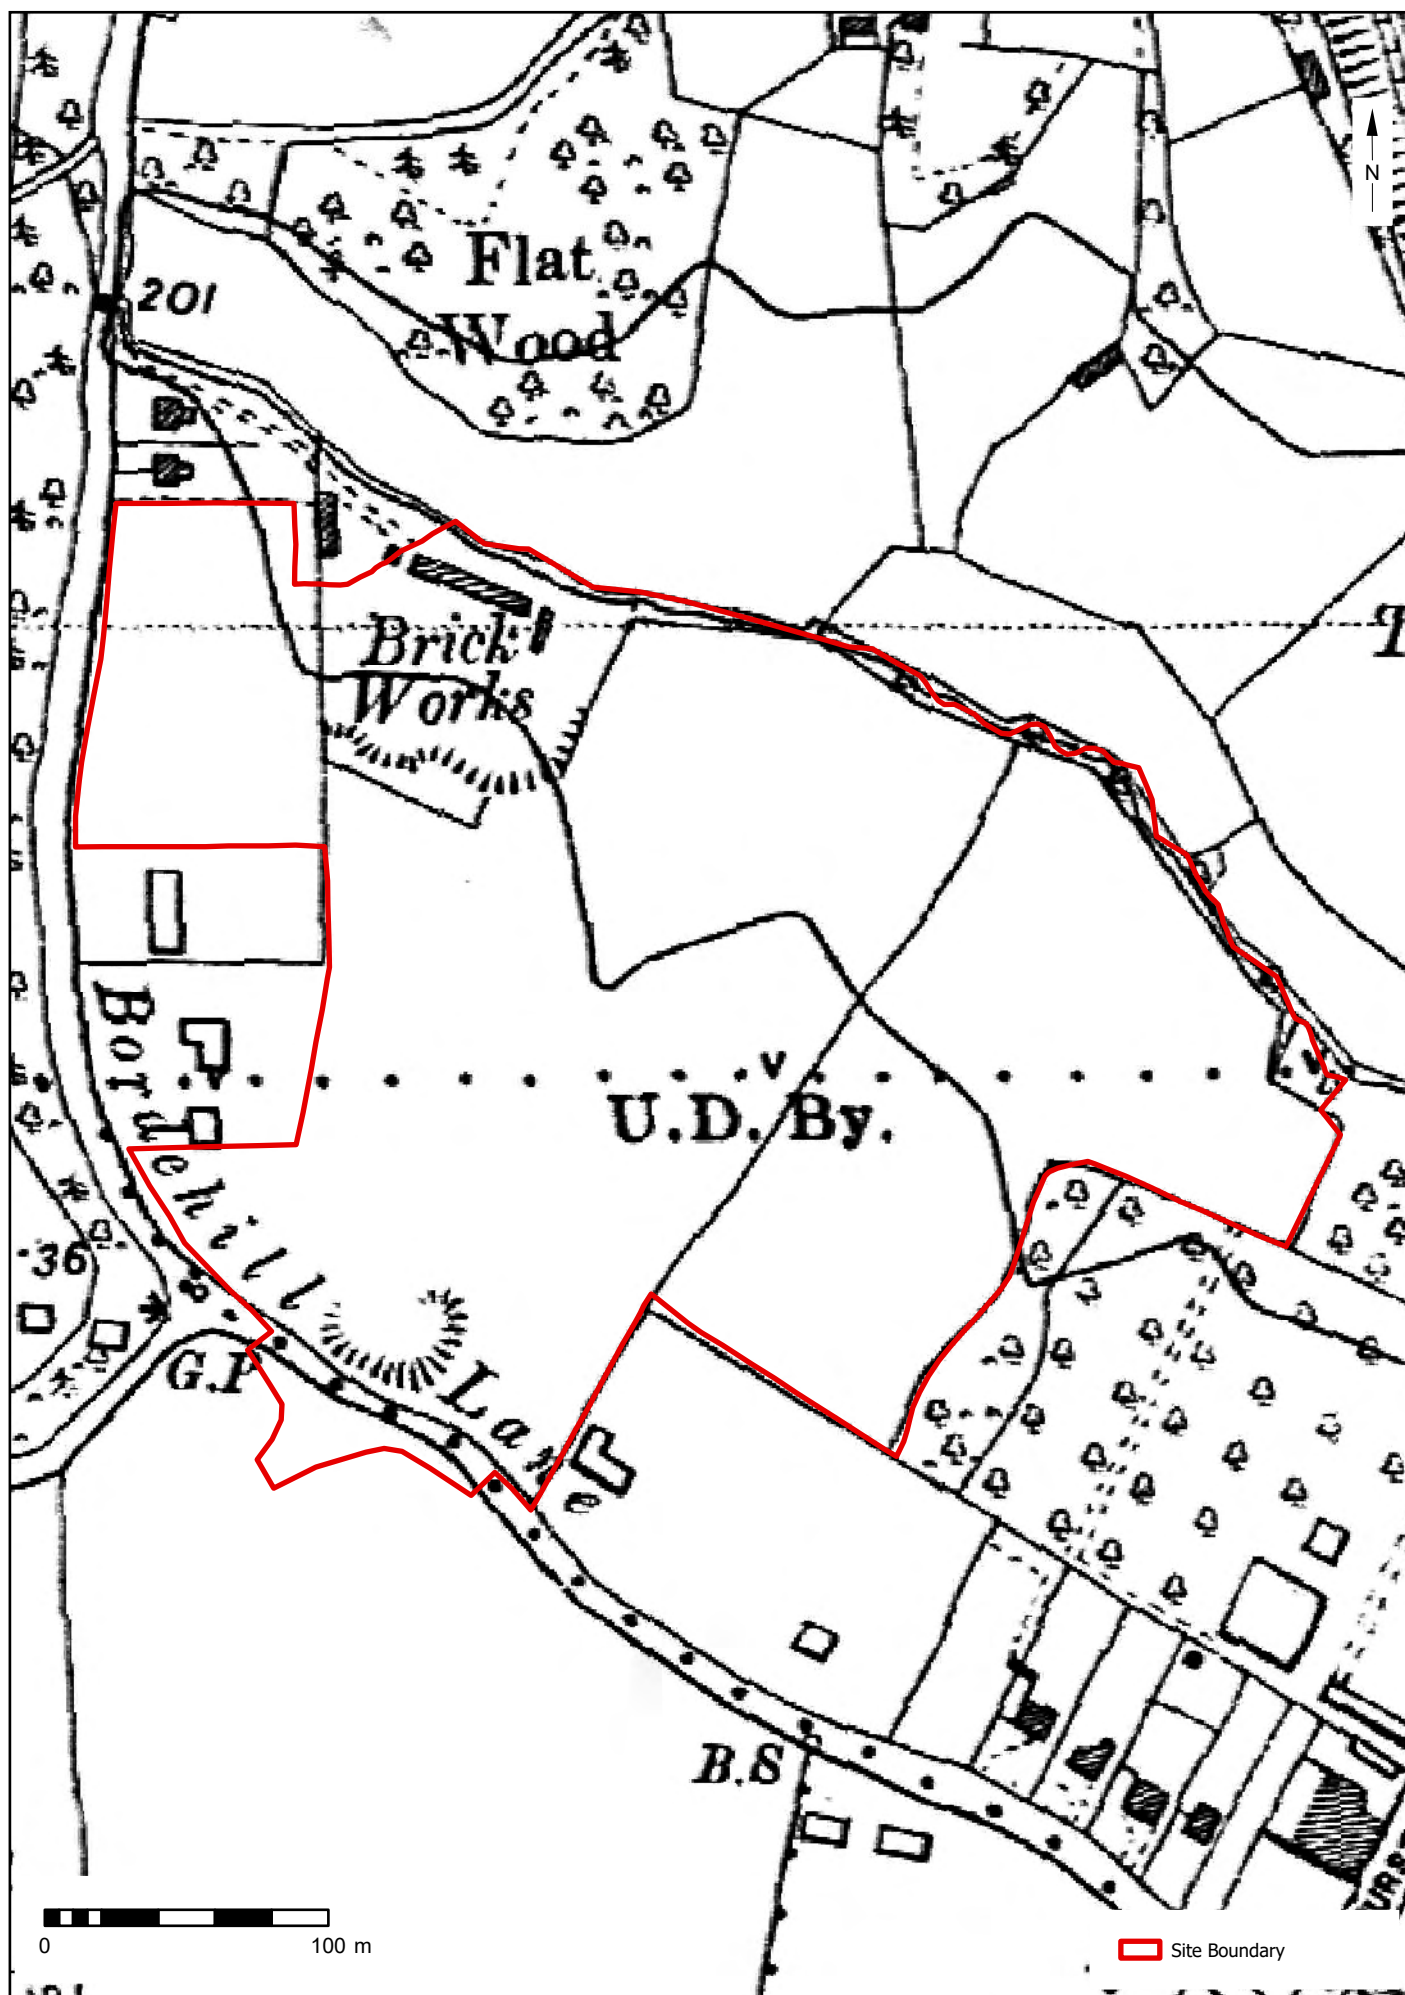 N
Flat
Wood
201
Brick
Works
T
V
U.D. By.
Bordehill
Lane
36
G.P
B.S
0
100 m
Site Boundary